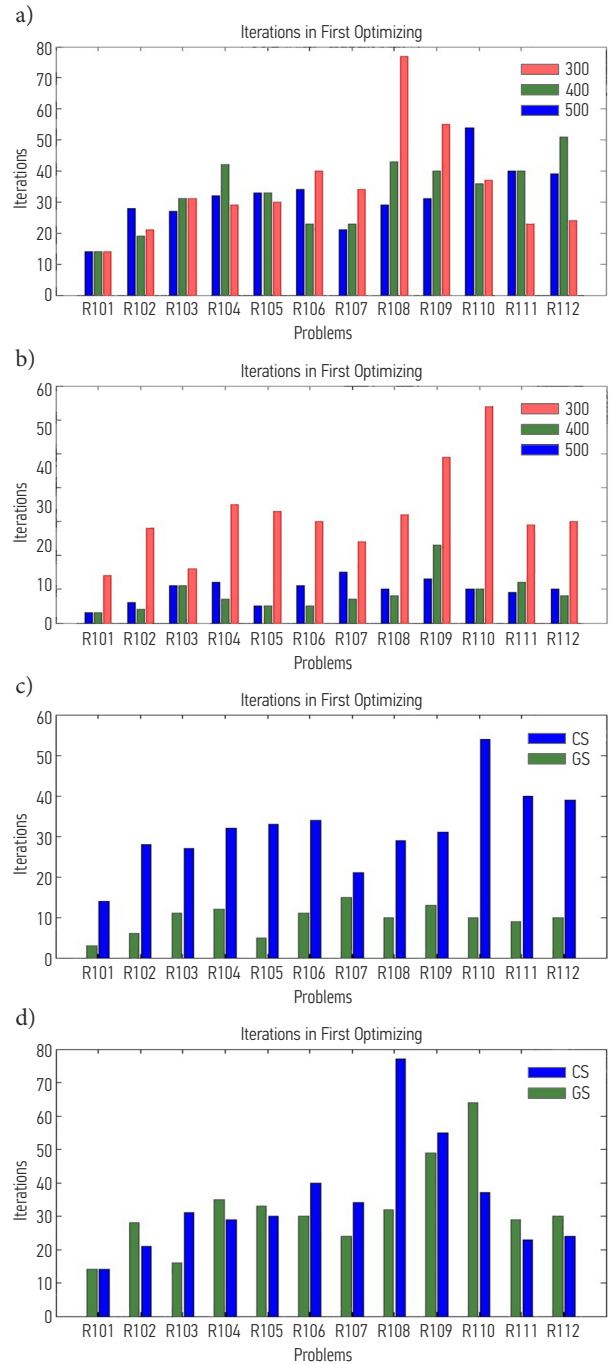 a)
Iterations in First Optimizing
80
70
60
50
40
30
20
10
0
Iterations
300
400
500
R101 R102 R103 R104 R105 R106 R107 R108 R109 R110 R111 R112
Problems
b)
Iterations in First Optimizing
60
50
40
30
20
10
0
Iterations
300
400
500
R101 R102 R103 R104 R105 R106 R107 R108 R109 R110 R111 R112
Problems
c)
Iterations in First Optimizing
60
50
40
30
20
10
0
Iterations
CS
GS
R101 R102 R103 R104 R105 R106 R107 R108 R109 R110 R111 R112
Problems
d)
Iterations in First Optimizing
80
70
60
50
40
30
20
10
0
Iterations
CS
GS
R101 R102 R103 R104 R105 R106 R107 R108 R109 R110 R111 R112
Problems